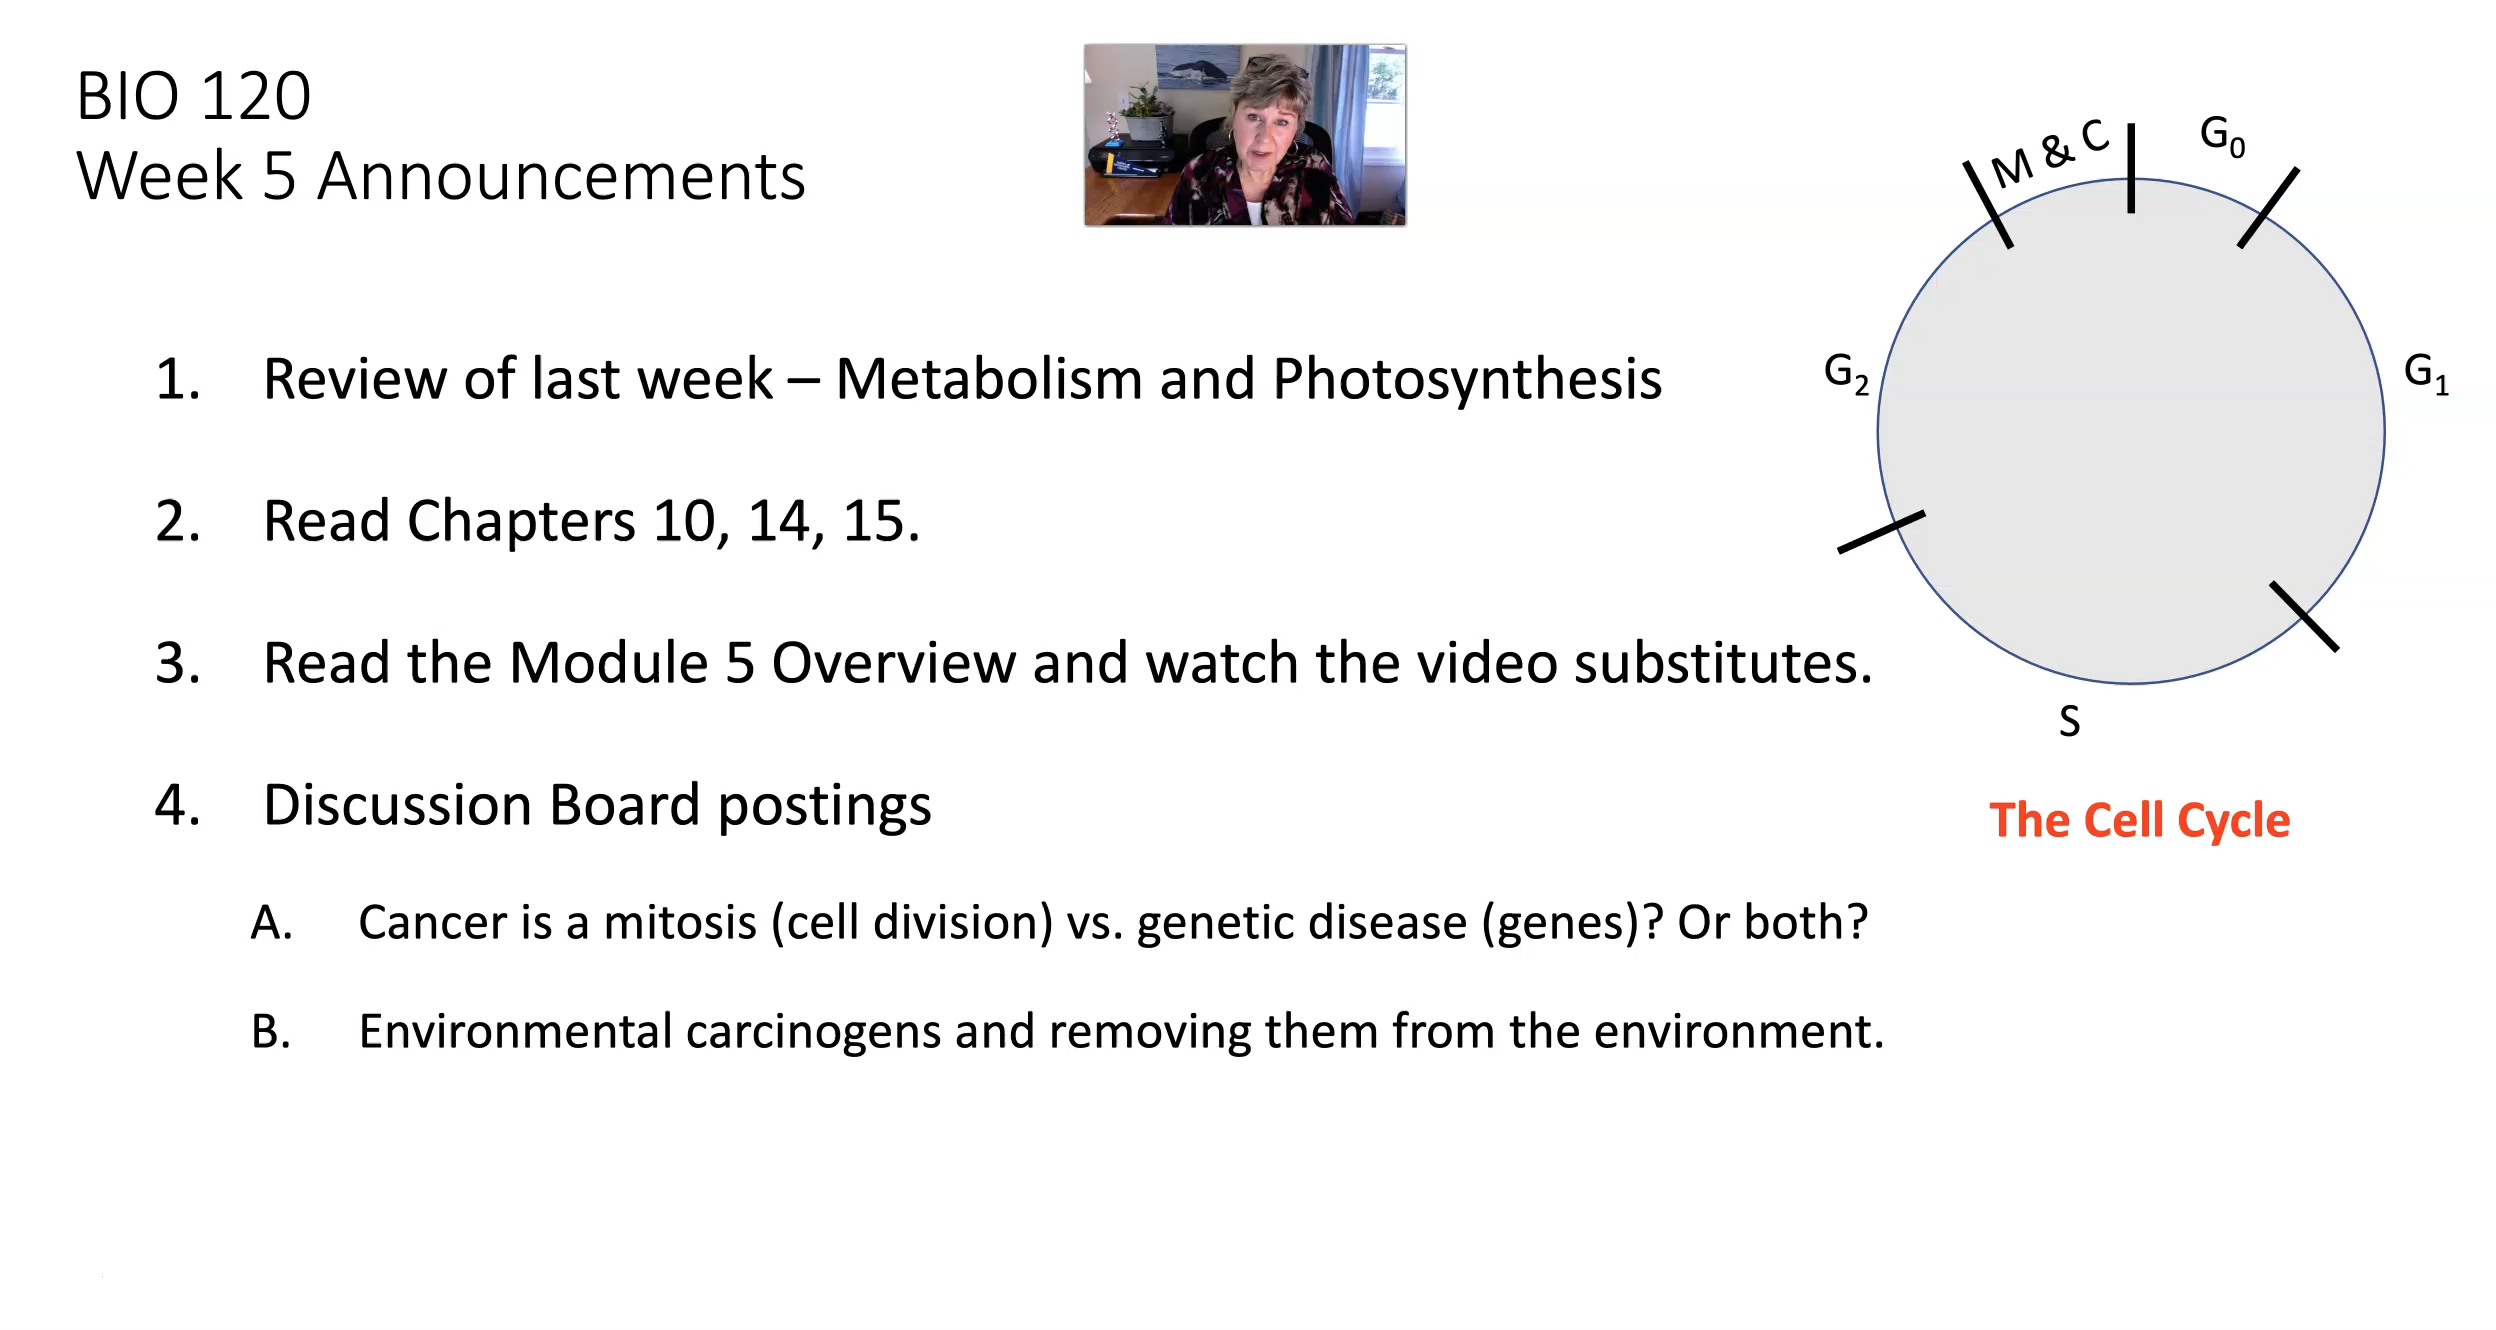 BIO 120
Week 5 Announcements
1. Review of last week – Metabolism and Photosynthesis
2. Read Chapters 10, 14, 15.
3. Read the Module 5 Overview and watch the video substitutes.
4. Discussion Board postings
A. Cancer is a mitosis (cell division) vs. genetic disease (genes)? Or both?
B. Environmental carcinogens and removing them from the environment.
M & C
G₀
G₂
G₁
S
The Cell Cycle